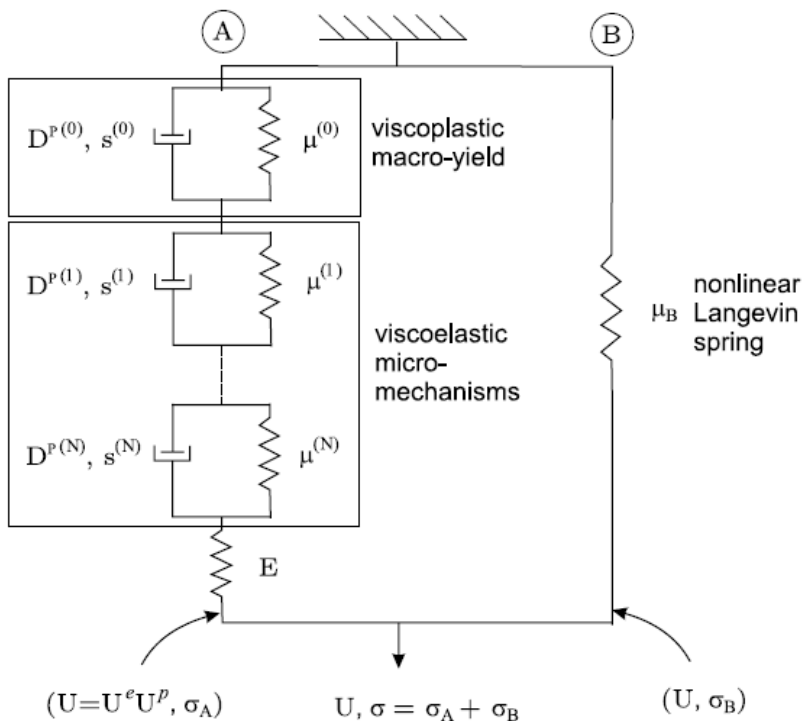 A
B
D^P(0), s^(0)
μ^(0)
viscoplastic
macro-yield
D^P(1), s^(1)
μ^(1)
viscoelastic
micro-
mechanisms
D^P(N), s^(N)
μ^(N)
E
μ_B
nonlinear
Langevin
spring
(U=U^e U^p, σ_A)
U, σ = σ_A + σ_B
(U, σ_B)